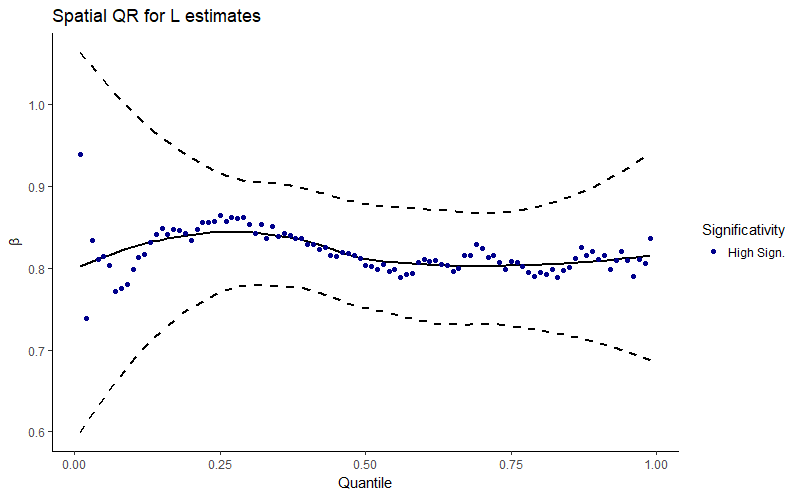 Spatial QR for L estimates
1.0
0.9
0.8
0.7
0.6
β
0.00
0.25
0.50
0.75
1.00
Quantile
Significativity
High Sign.